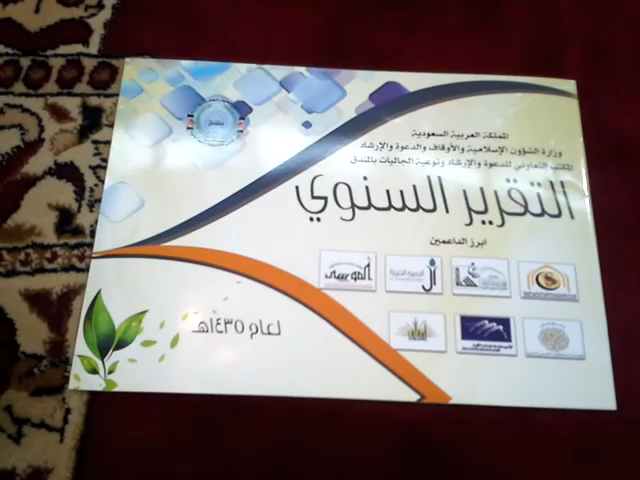 المملكة العربية السعودية
وزارة الشؤون الإسلامية والأوقاف والدعوة والإرشاد
المكتب التعاوني للدعوة والإرشاد وتوعية الجاليات بالمندق
التقرير السنوي
ابرز الداعمين
الموسى
لعام ١٤٣٥هـ